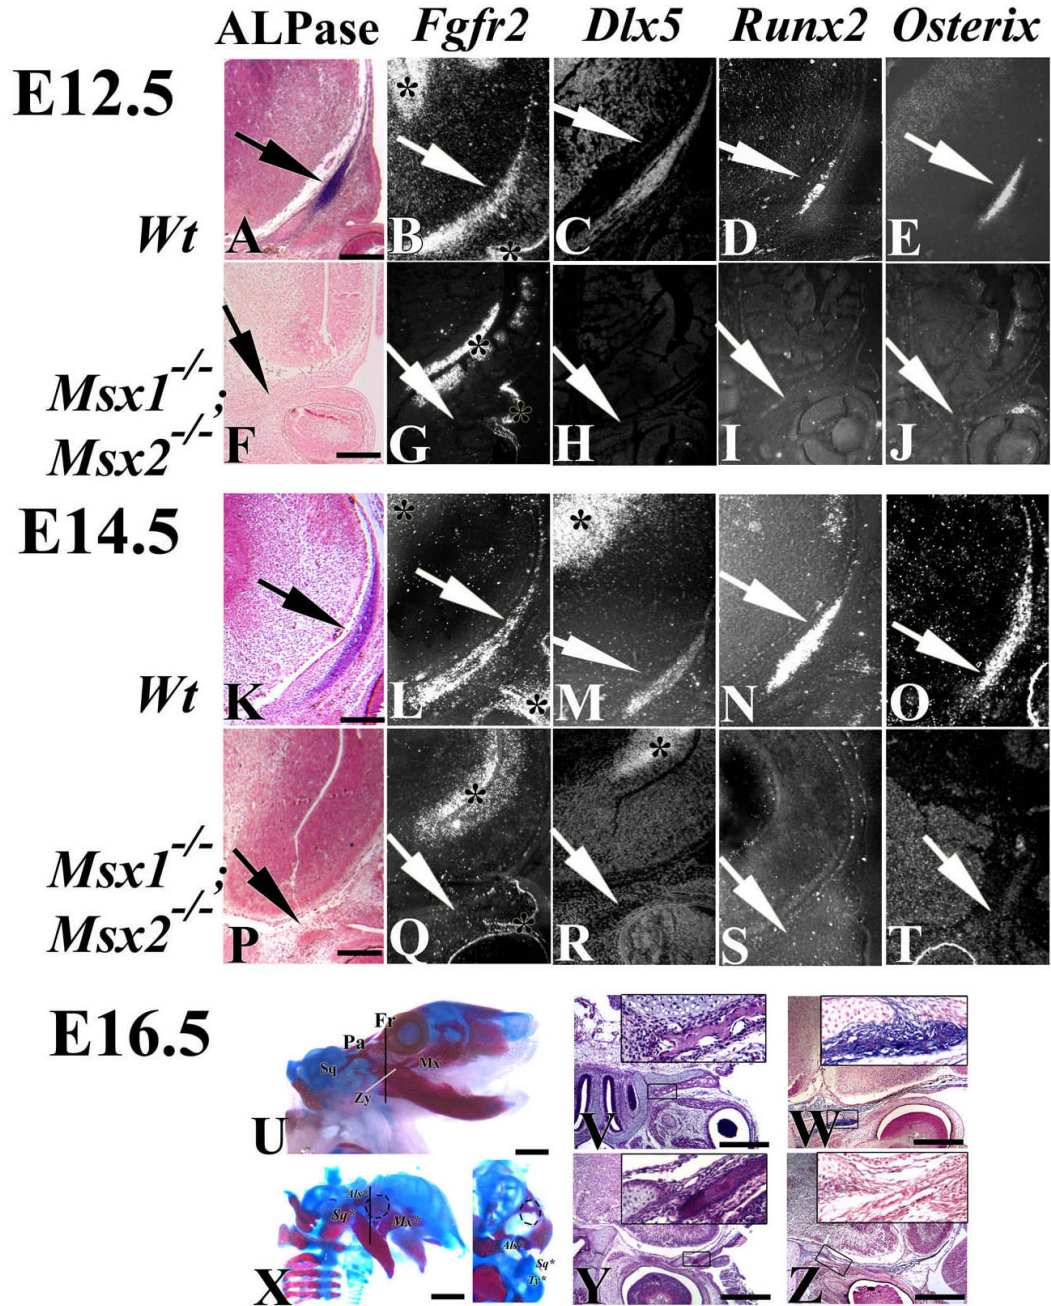 ALPase Fgfr2 Dlx5 Runx2 Osterix
E12.5
Wt
A B C D E
Msx1-/-;
Msx2-/-
F G H I J
E14.5
Wt
K L M N O
Msx1-/-;
Msx2-/-
P Q R S T
E16.5
Fr
Pa
Sq
Mx
Zy
U V W
Als*
Sq*
Mx*
Als*
Sq*
Ty*
X Y Z